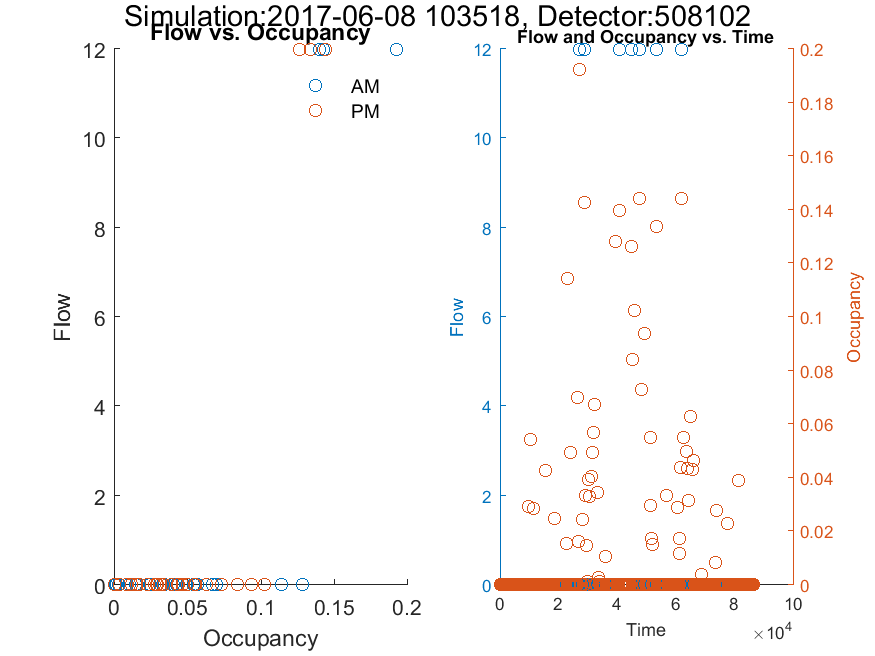 Simulation:2017-06-08 103518, Detector:508102
Flow vs. Occupancy
Flow
12
10
8
6
4
2
0
AM
PM
0 0.05 0.1 0.15 0.2
Occupancy
Flow and Occupancy vs. Time
Flow
12
10
8
6
4
2
0
0.2
0.18
0.16
0.14
0.12
0.1
0.08
0.06
0.04
0.02
0
Occupancy
0 2 4 6 8 10
Time
×10⁴